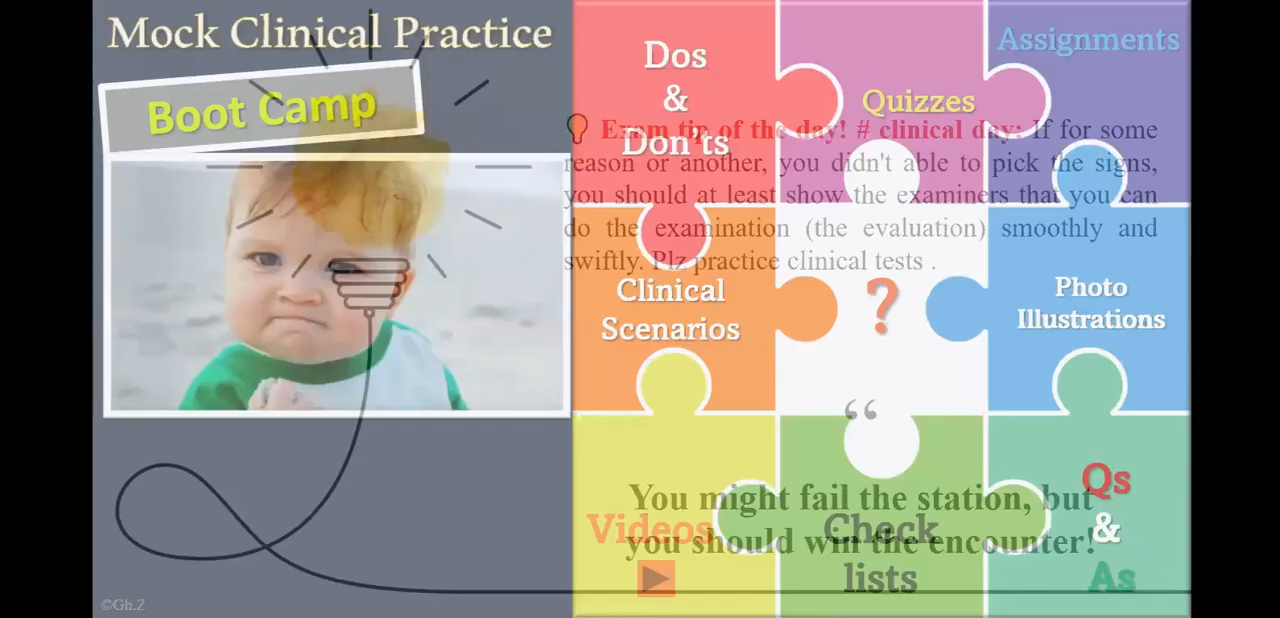 Mock Clinical Practice
Boot Camp
Dos
&
Don'ts
Quizzes
Assignments
Exam tip of the day! # clinical day: If for some
reason or another, you didn't able to pick the signs,
you should at least show the examiners that you can
do the examination (the evaluation) smoothly and
swiftly. Plz practice clinical tests .
Clinical
Scenarios
?
Photo
Illustrations
“
You might fail the station, but
you should win the encounter!
Videos
Check
lists
Qs
&
As
©Gh.Z